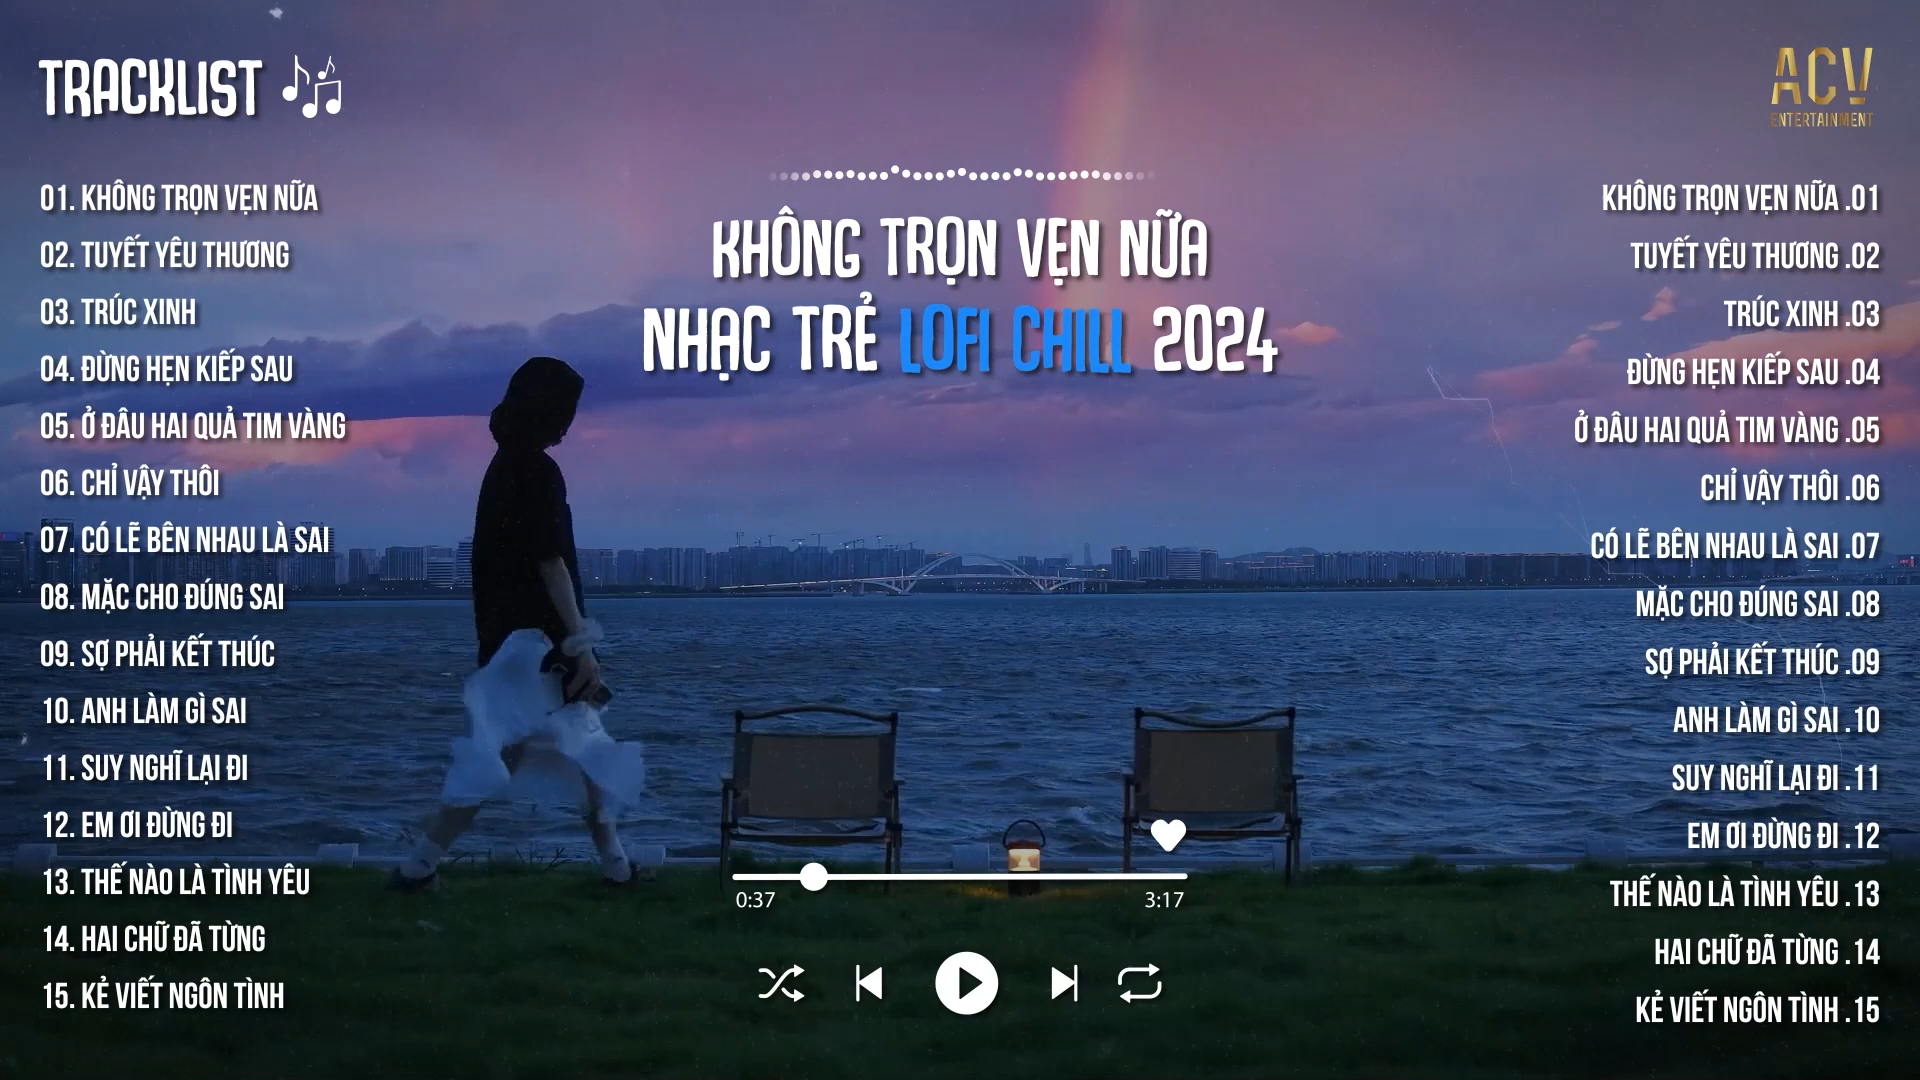 TRACKLIST
ACV
ENTERTAINMENT
01. KHÔNG TRỌN VẸN NỮA
02. TUYẾT YÊU THƯƠNG
03. TRÚC XINH
04. ĐỪNG HẸN KIẾP SAU
05. Ở ĐÂU HAI QUẢ TIM VÀNG
06. CHỈ VẬY THÔI
07. CÓ LẼ BÊN NHAU LÀ SAI
08. MẶC CHO ĐÚNG SAI
09. SỢ PHẢI KẾT THÚC
10. ANH LÀM GÌ SAI
11. SUY NGHĨ LẠI ĐI
12. EM ƠI ĐỪNG ĐI
13. THẾ NÀO LÀ TÌNH YÊU
14. HAI CHỮ ĐÃ TỪNG
15. KẺ VIẾT NGÔN TÌNH
KHÔNG TRỌN VẸN NỮA
NHẠC TRẺ LOFI CHILL 2024
0:37
3:17
KHÔNG TRỌN VẸN NỮA .01
TUYẾT YÊU THƯƠNG .02
TRÚC XINH .03
ĐỪNG HẸN KIẾP SAU .04
Ở ĐÂU HAI QUẢ TIM VÀNG .05
CHỈ VẬY THÔI .06
CÓ LẼ BÊN NHAU LÀ SAI .07
MẶC CHO ĐÚNG SAI .08
SỢ PHẢI KẾT THÚC .09
ANH LÀM GÌ SAI .10
SUY NGHĨ LẠI ĐI .11
EM ƠI ĐỪNG ĐI .12
THẾ NÀO LÀ TÌNH YÊU .13
HAI CHỮ ĐÃ TỪNG .14
KẺ VIẾT NGÔN TÌNH .15